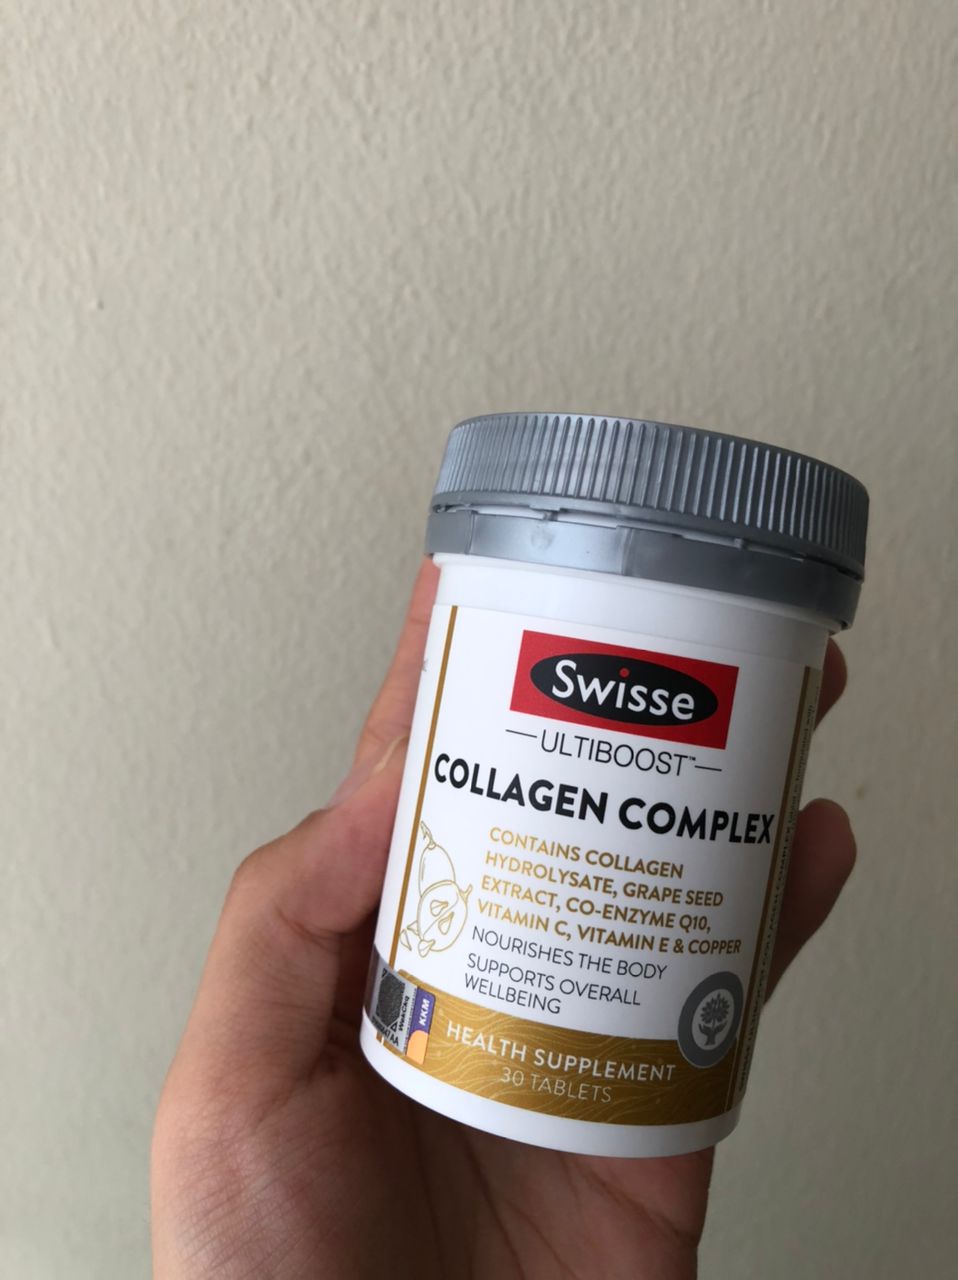 Swisse
ULTIBOOST™
COLLAGEN COMPLEX
CONTAINS COLLAGEN
HYDROLYSATE, GRAPE SEED
EXTRACT, CO-ENZYME Q10,
VITAMIN C, VITAMIN E & COPPER
NOURISHES THE BODY
SUPPORTS OVERALL
WELLBEING
KKM
HEALTH SUPPLEMENT
30 TABLETS